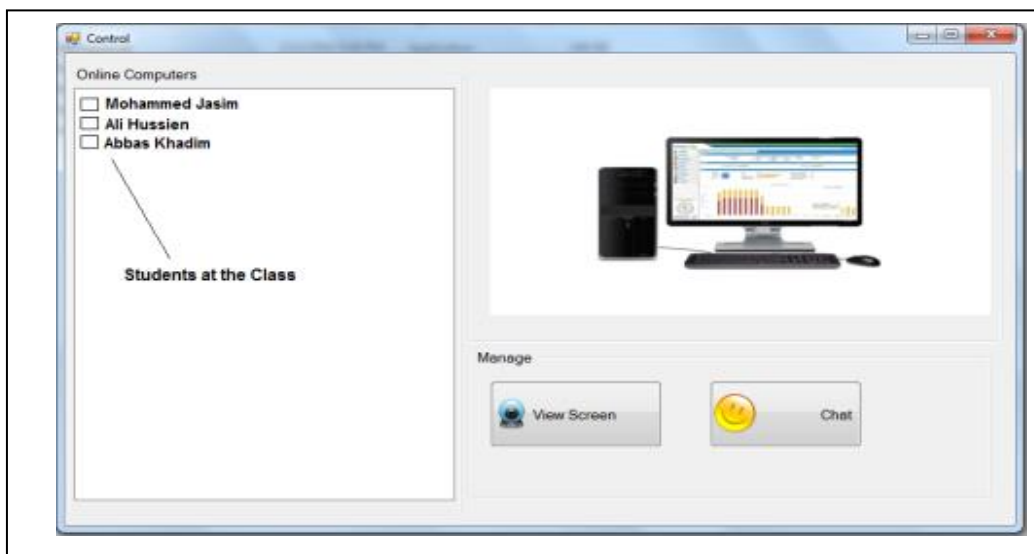 Control
Online Computers
Mohammed Jasim
Ali Hussien
Abbas Khadim
Students at the Class
Manage
View Screen
Chat